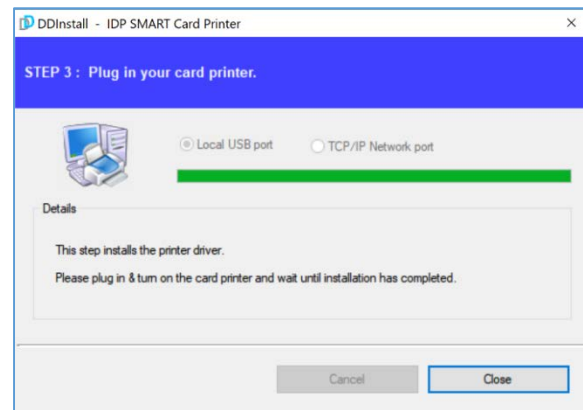 DDInstall - IDP SMART Card Printer
STEP 3 : Plug in your card printer.
Local USB port TCP/IP Network port
Details
This step installs the printer driver.
Please plug in & turn on the card printer and wait until installation has completed.
Cancel Close